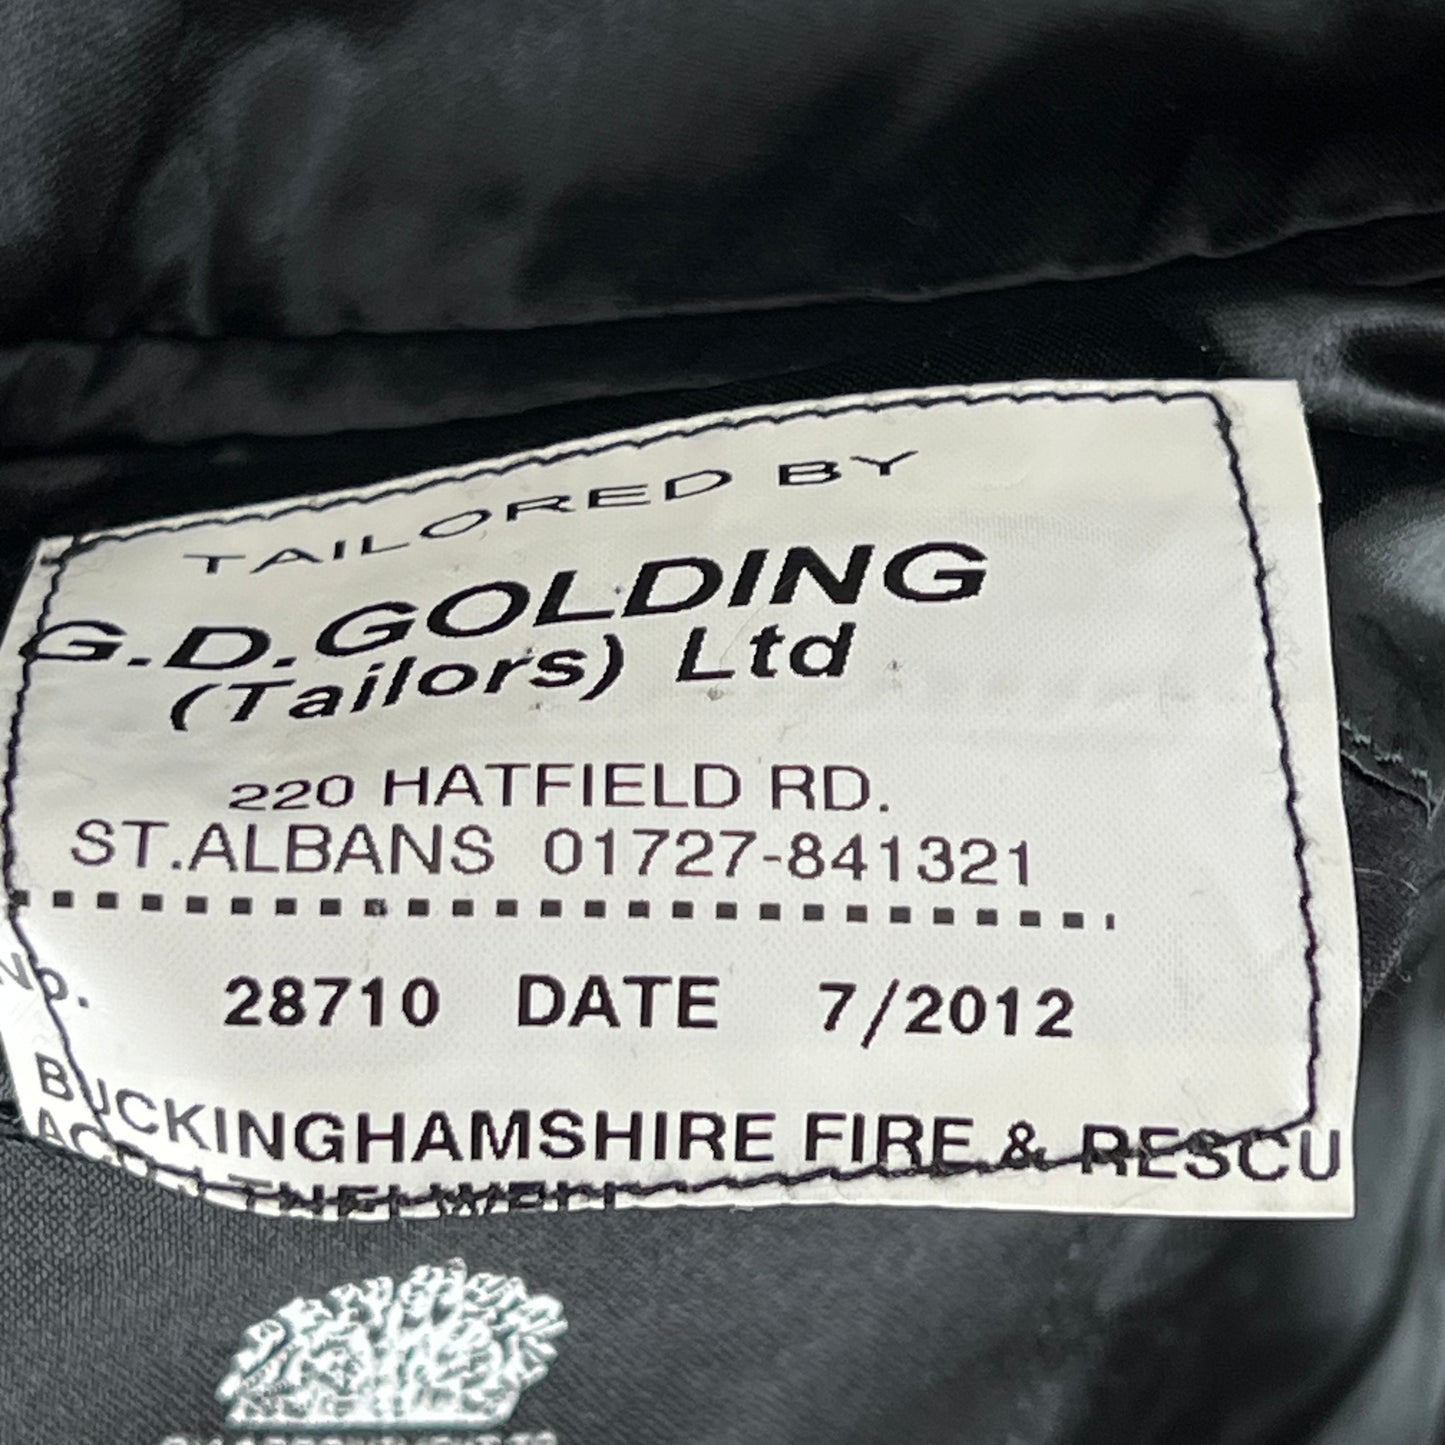 TAILORED BY
G.D.GOLDING
(Tailors) Ltd
220 HATFIELD RD.
ST.ALBANS 01727-841321
No. 28710 DATE 7/2012
BUCKINGHAMSHIRE FIRE & RESCU